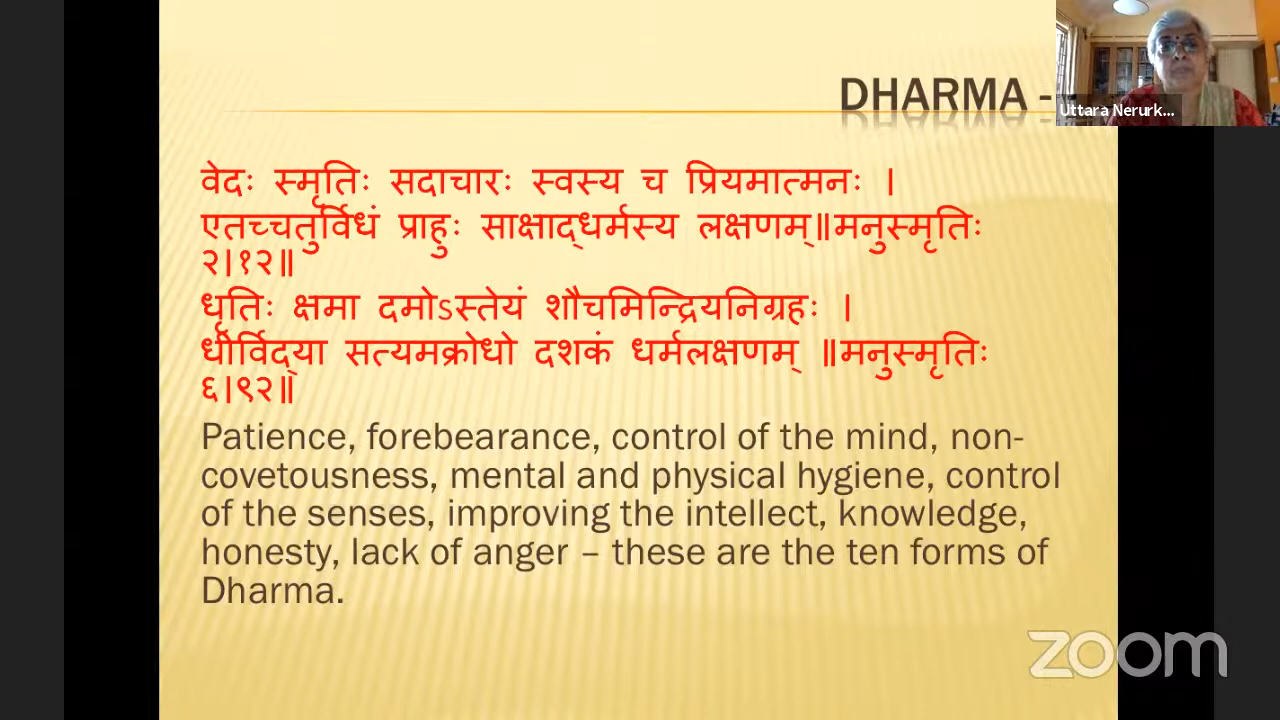 DHARMA -
Uttara Nerurk...
वेदः स्मृतिः सदाचारः स्वस्य च प्रियमात्मनः ।
एतच्चतुर्विधं प्राहुः साक्षाद्धर्मस्य लक्षणम्॥मनुस्मृतिः
२।१२॥
धृतिः क्षमा दमोऽस्तेयं शौचमिन्द्रियनिग्रहः ।
धीर्विद्या सत्यमक्रोधो दशकं धर्मलक्षणम् ॥मनुस्मृतिः
६।९२॥
Patience, forebearance, control of the mind, non-
covetousness, mental and physical hygiene, control
of the senses, improving the intellect, knowledge,
honesty, lack of anger – these are the ten forms of
Dharma.
zoom